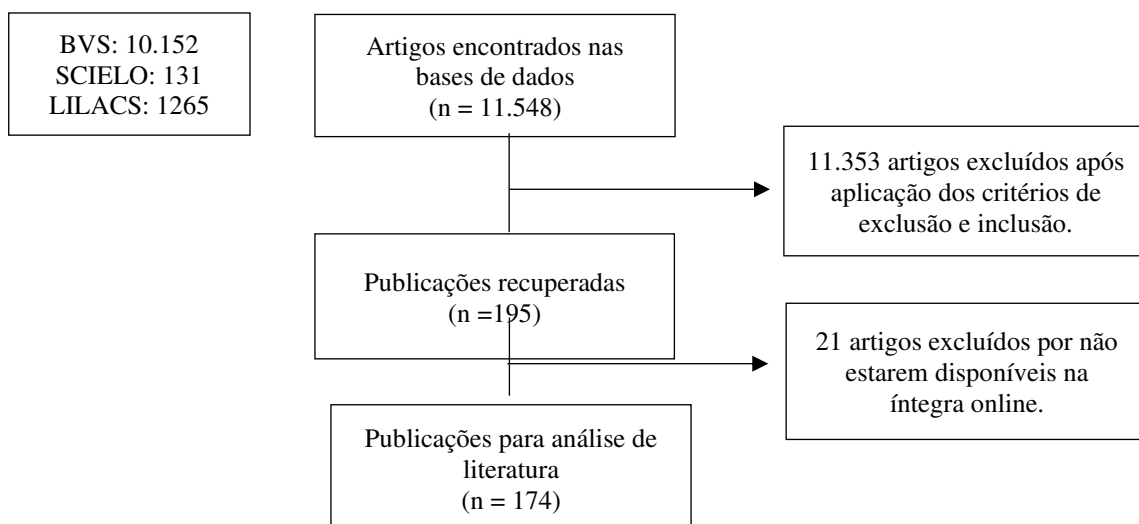 BVS: 10.152
SCIELO: 131
LILACS: 1265
Artigos encontrados nas
bases de dados
(n = 11.548)
11.353 artigos excluídos após
aplicação dos critérios de
exclusão e inclusão.
Publicações recuperadas
(n =195)
21 artigos excluídos por não
estarem disponíveis na
íntegra online.
Publicações para análise de
literatura
(n = 174)